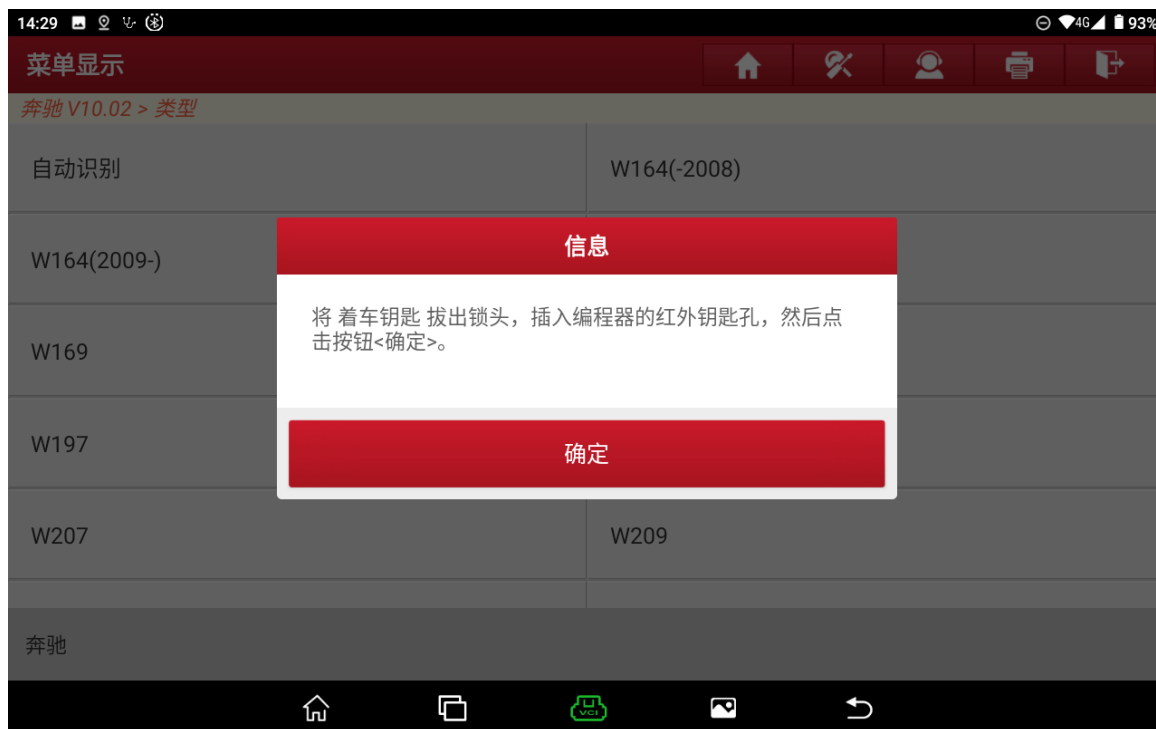 14:29
4G
93%
菜单显示
奔驰 V10.02 > 类型
自动识别
W164(-2008)
W164(2009-)
信息
将 着车钥匙 拔出锁头，插入编程器的红外钥匙孔，然后点
击按钮<确定>。
W169
W197
确定
W207
W209
奔驰
VCI